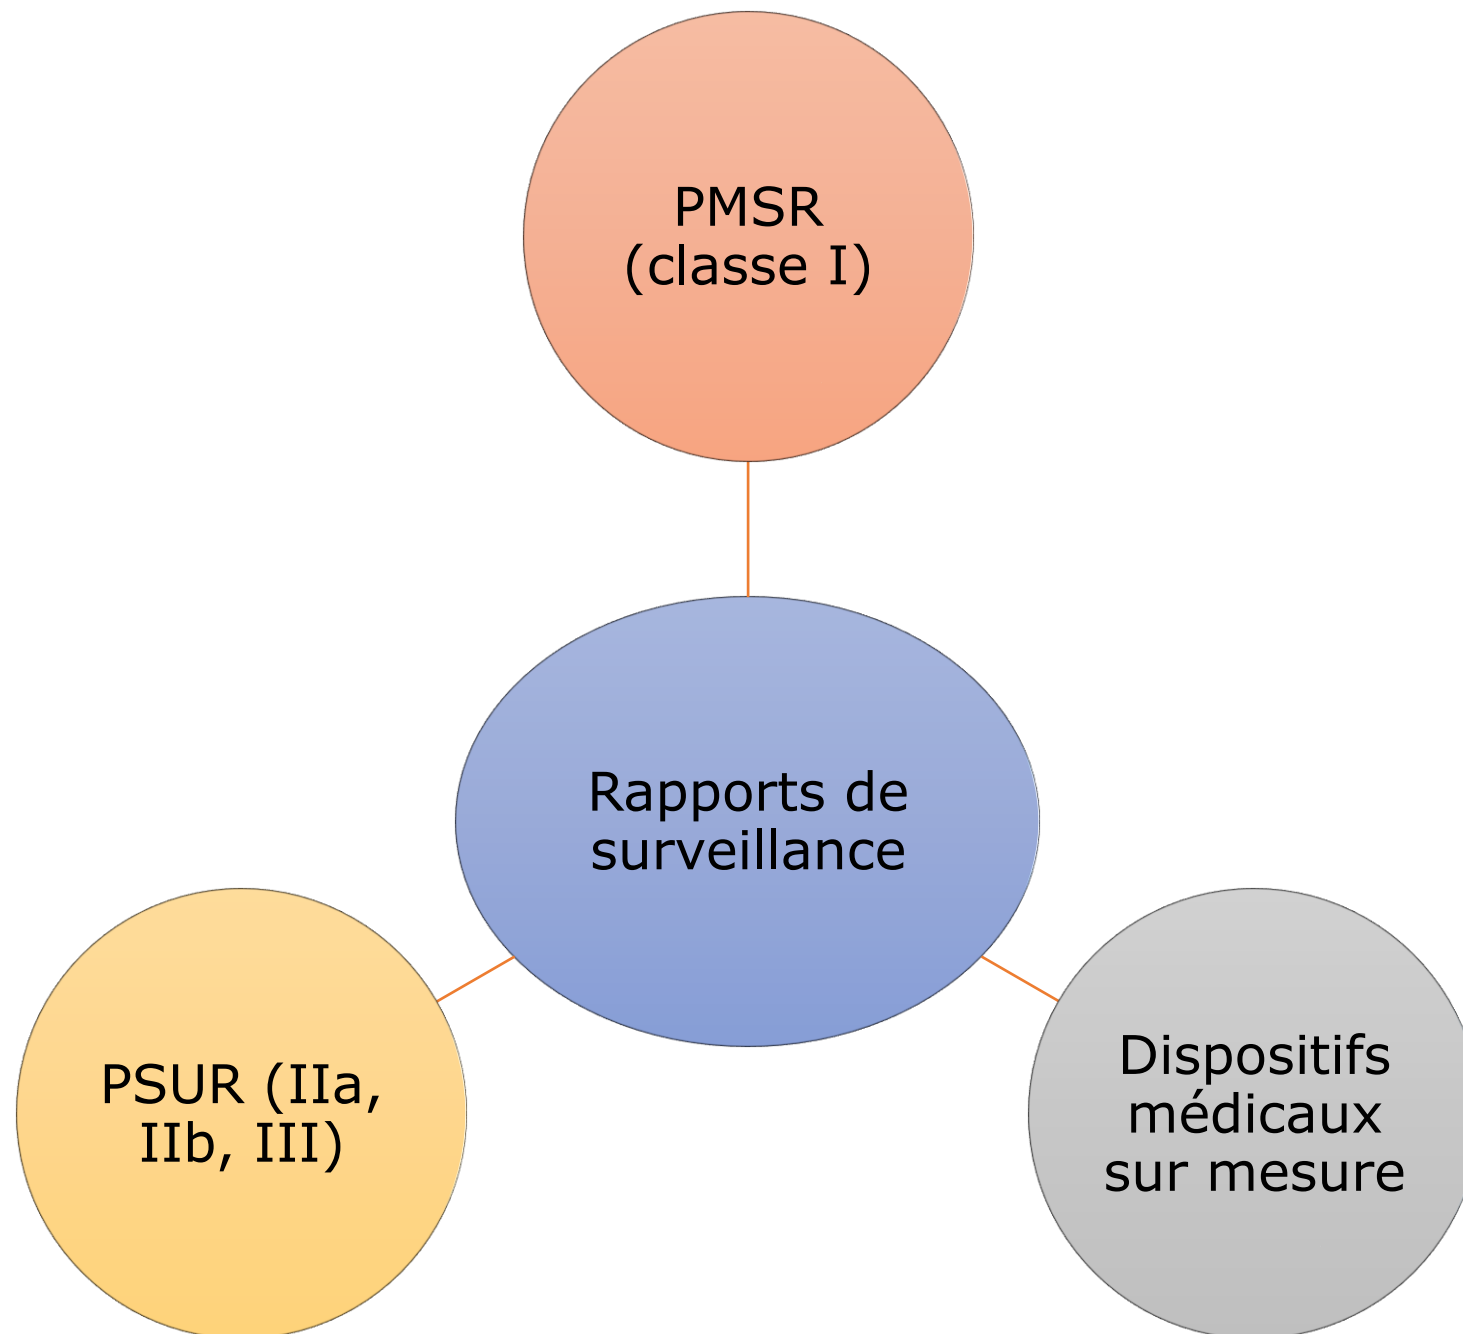 PMSR
(classe I)
Rapports de
surveillance
PSUR (IIa,
IIb, III)
Dispositifs
médicaux
sur mesure